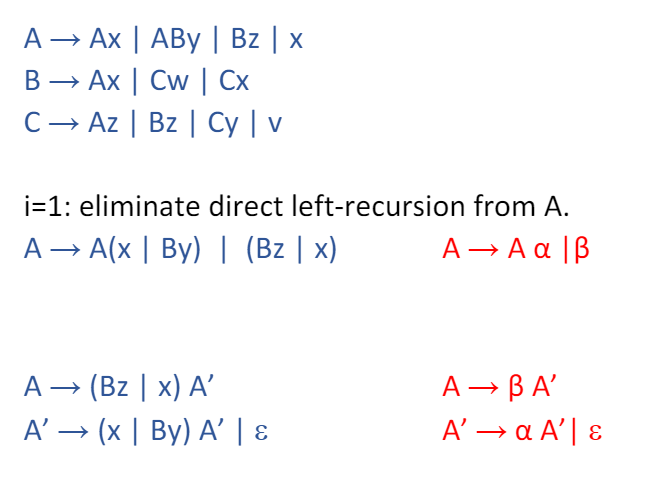 A → Ax | ABy | Bz | x
B → Ax | Cw | Cx
C → Az | Bz | Cy | v
i=1: eliminate direct left-recursion from A.
A → A(x | By) | (Bz | x) A → A α |β
A → (Bz | x) A’ A → β A’
A’ → (x | By) A’ | ε A’ → α A’| ε